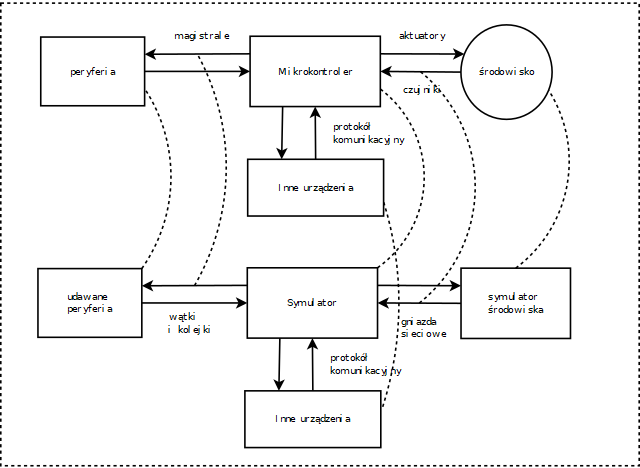 magistrale
aktuatory
peryferia
Mikrokontroler
środowisko
czujniki
protokół
komunikacyjny
Inne urządzenia
udawane
peryferia
Symulator
symulator
środowiska
wątki
i kolejki
gniazda
sieciowe
protokół
komunikacyjny
Inne urządzenia